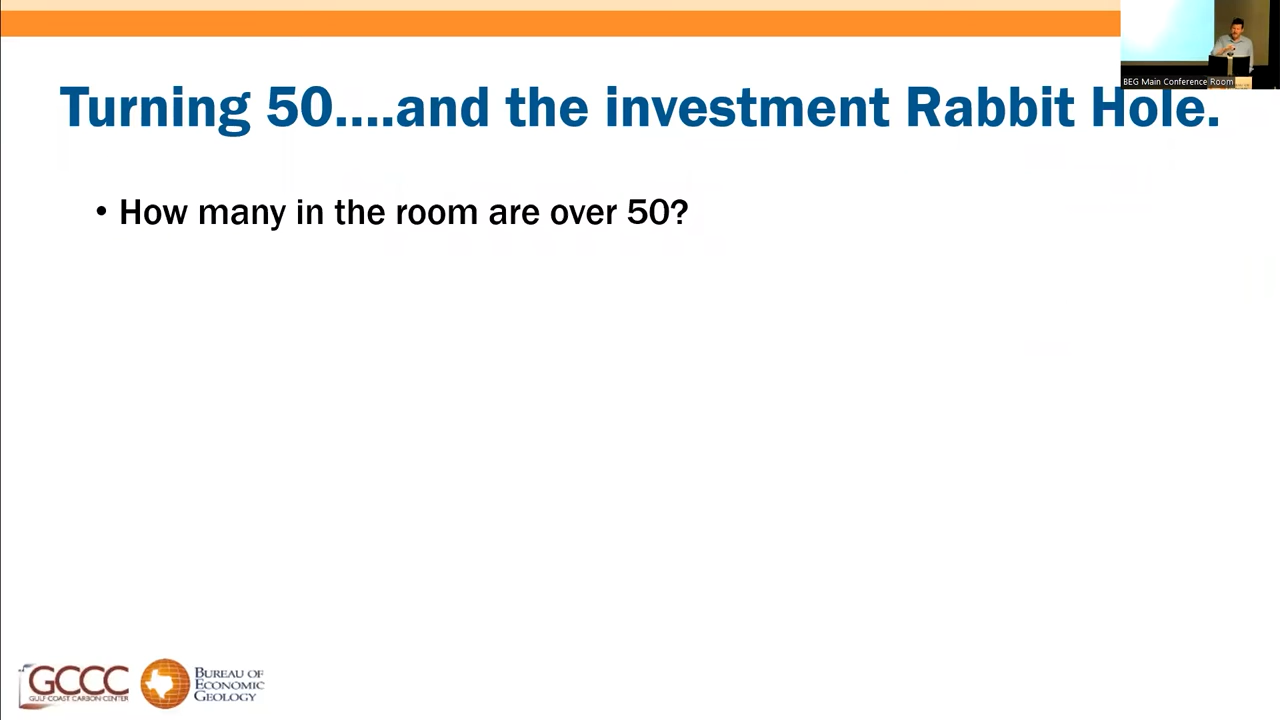 BEG Main Conference Room
Turning 50....and the investment Rabbit Hole.
• How many in the room are over 50?
GCCC
GULF COAST CARBON CENTER
BUREAU OF
ECONOMIC
GEOLOGY